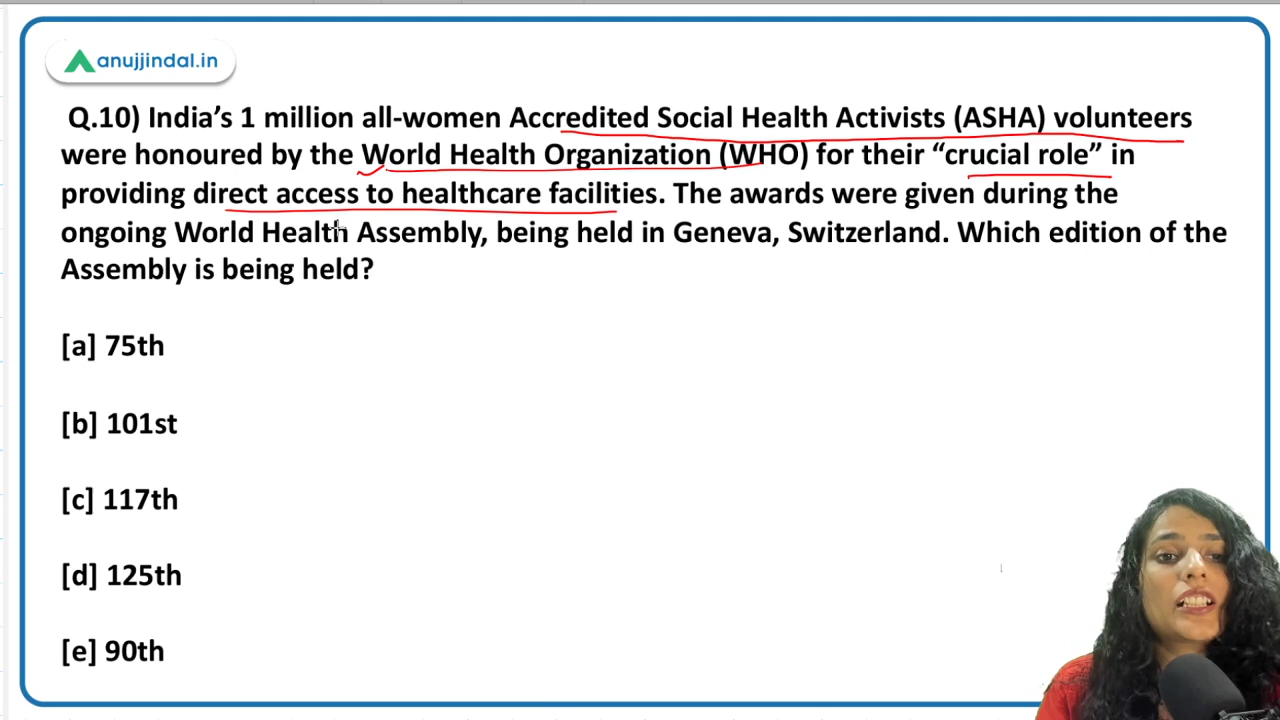 anujjindal.in
Q.10) India’s 1 million all-women Accredited Social Health Activists (ASHA) volunteers
were honoured by the World Health Organization (WHO) for their “crucial role” in
providing direct access to healthcare facilities. The awards were given during the
ongoing World Health Assembly, being held in Geneva, Switzerland. Which edition of the
Assembly is being held?
[a] 75th
[b] 101st
[c] 117th
[d] 125th
[e] 90th